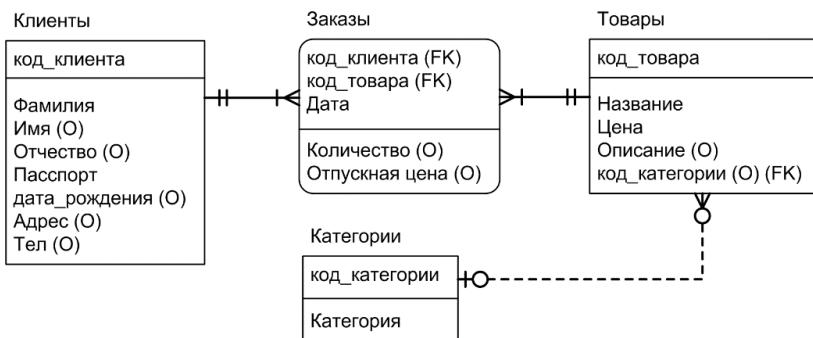 Клиенты
код_клиента
Фамилия
Имя (O)
Отчество (O)
Пасспорт
дата_рождения (O)
Адрес (O)
Тел (O)
Заказы
код_клиента (FK)
код_товара (FK)
Дата
Количество (O)
Отпускная цена (O)
Товары
код_товара
Название
Цена
Описание (O)
код_категории (O) (FK)
Категории
код_категории
Категория